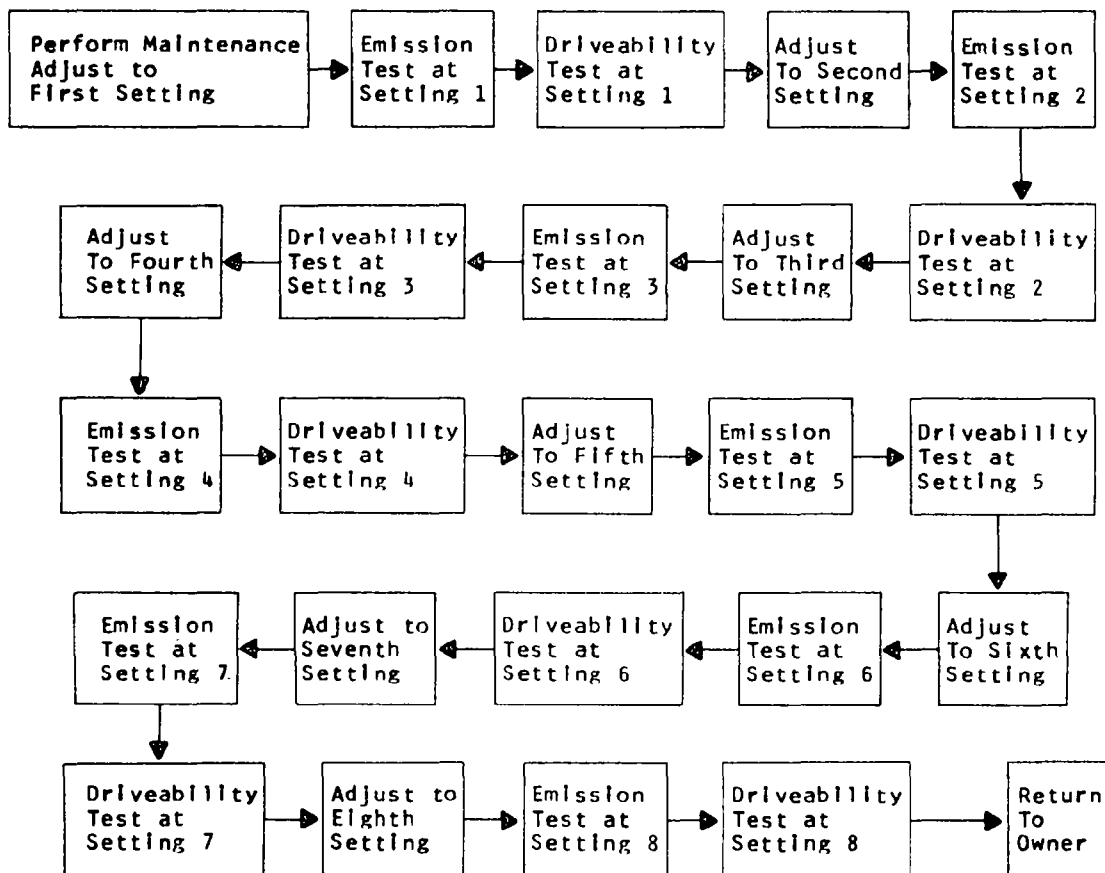 Perform Maintenance
Adjust to
First Setting
Emission
Test at
Setting 1
Driveability
Test at
Setting 1
Adjust
To Second
Setting
Emission
Test at
Setting 2
Driveability
Test at
Setting 2
Adjust
To Third
Setting
Emission
Test at
Setting 3
Driveability
Test at
Setting 3
Adjust
To Fourth
Setting
Emission
Test at
Setting 4
Driveability
Test at
Setting 4
Adjust
To Fifth
Setting
Emission
Test at
Setting 5
Driveability
Test at
Setting 5
Adjust
To Sixth
Setting
Emission
Test at
Setting 6
Driveability
Test at
Setting 6
Adjust to
Seventh
Setting
Emission
Test at
Setting 7
Driveability
Test at
Setting 7
Adjust to
Eighth
Setting
Emission
Test at
Setting 8
Driveability
Test at
Setting 8
Return
To
Owner